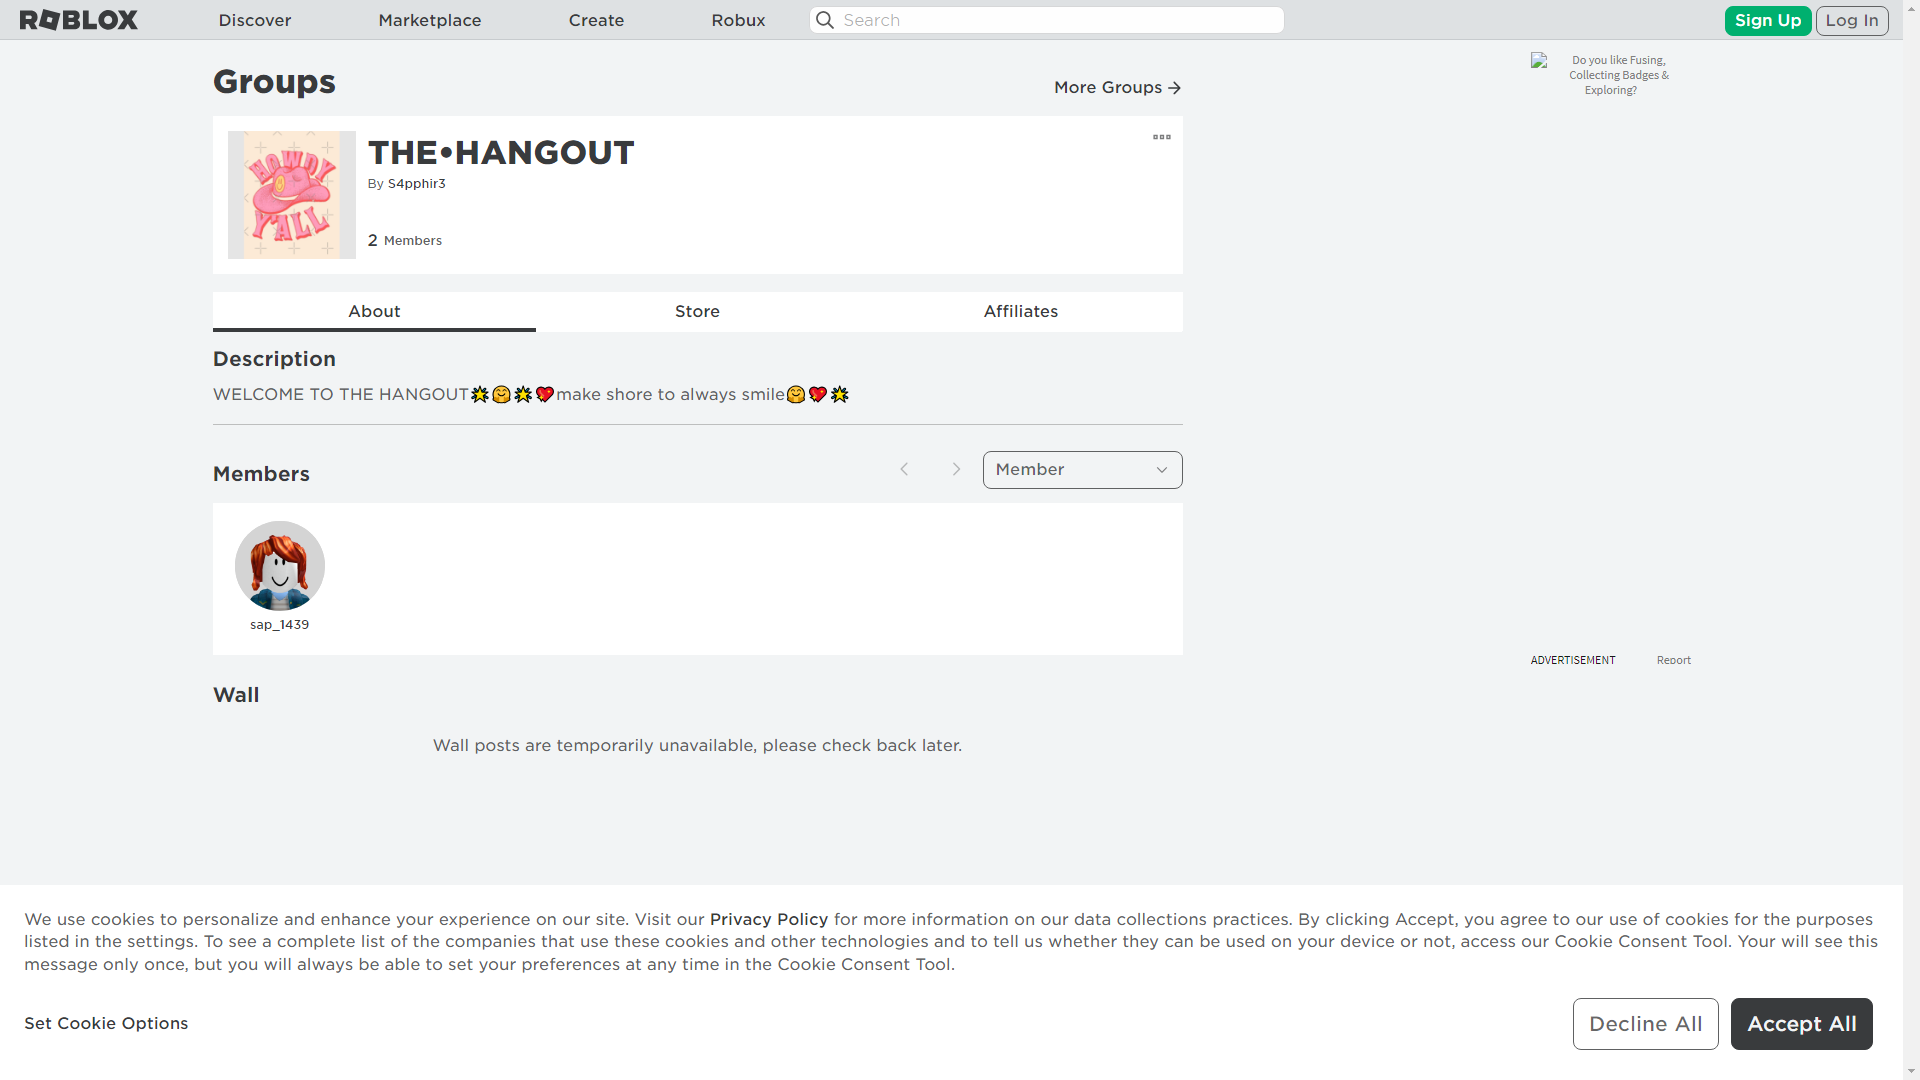 ROBLOX
Discover
Marketplace
Create
Robux
Search
Sign Up
Log In
Groups
More Groups →
Do you like Fusing,
Collecting Badges &
Exploring?
HOWDY
Y'ALL
THE•HANGOUT
By S4pphir3
2 Members
About
Store
Affiliates
Description
WELCOME TO THE HANGOUT🌟🤗🌟💖make shore to always smile🤗💖🌟
Members
Member
sap_1439
ADVERTISEMENT
Report
Wall
Wall posts are temporarily unavailable, please check back later.
We use cookies to personalize and enhance your experience on our site. Visit our Privacy Policy for more information on our data collections practices. By clicking Accept, you agree to our use of cookies for the purposes
listed in the settings. To see a complete list of the companies that use these cookies and other technologies and to tell us whether they can be used on your device or not, access our Cookie Consent Tool. Your will see this
message only once, but you will always be able to set your preferences at any time in the Cookie Consent Tool.
Set Cookie Options
Decline All
Accept All